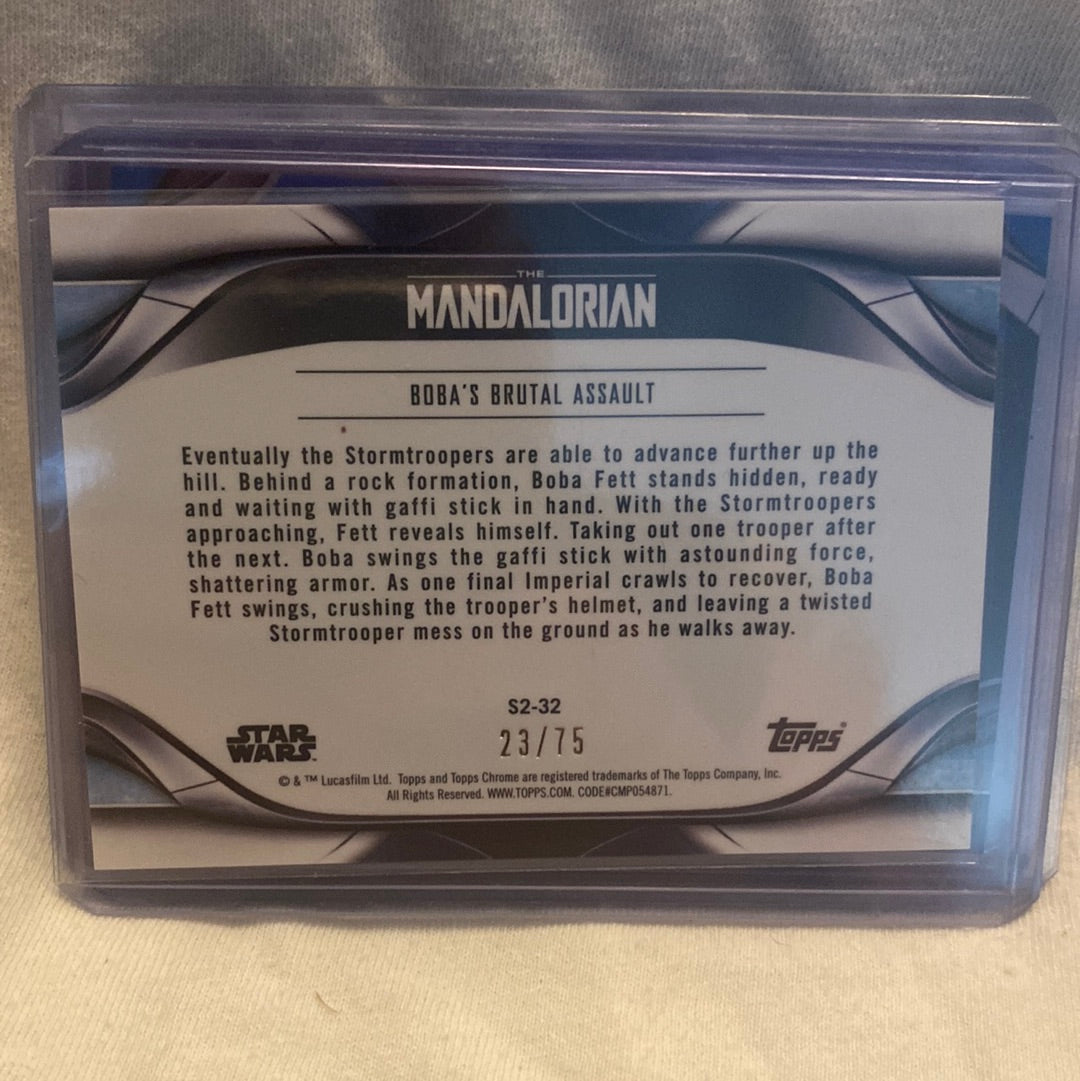 THE
MANDALORIAN
BOBA'S BRUTAL ASSAULT
Eventually the Stormtroopers are able to advance further up the
hill. Behind a rock formation, Boba Fett stands hidden, ready
and waiting with gaffi stick in hand. With the Stormtroopers
approaching, Fett reveals himself. Taking out one trooper after
the next. Boba swings the gaffi stick with astounding force,
shattering armor. As one final Imperial crawls to recover, Boba
Fett swings, crushing the trooper's helmet, and leaving a twisted
Stormtrooper mess on the ground as he walks away.
S2-32
STAR
WARS
23/75
topps
© & ™ Lucasfilm Ltd. Topps and Topps Chrome are registered trademarks of The Topps Company, Inc.
All Rights Reserved. WWW.TOPPS.COM. CODE#CMP054871.